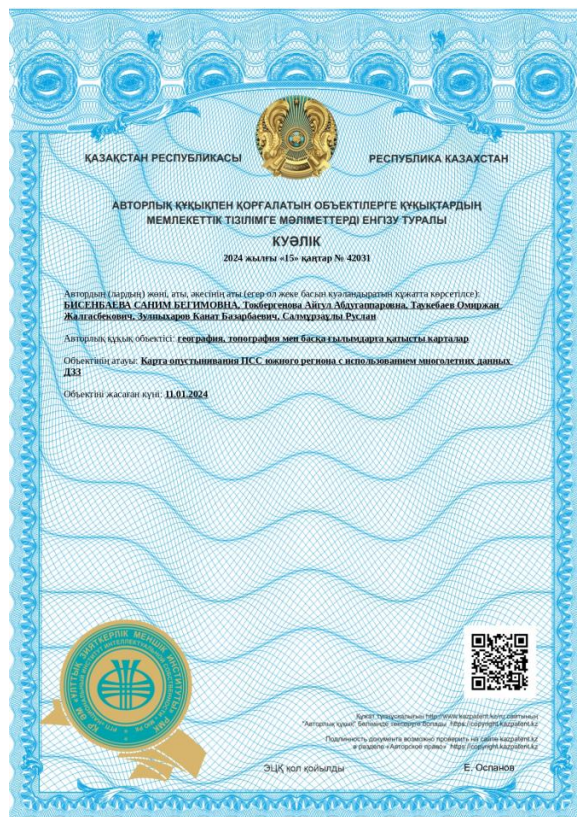 ҚАЗАҚСТАН РЕСПУБЛИКАСЫ
РЕСПУБЛИКА КАЗАХСТАН
АВТОРЛЫҚ ҚҰҚЫҚПЕН ҚОРҒАЛАТЫН ОБЪЕКТІЛЕРГЕ ҚҰҚЫҚТАРДЫҢ
МЕМЛЕКЕТТІК ТІЗІЛІМГЕ МӘЛІМЕТТЕРДІ ЕНГІЗУ ТУРАЛЫ
КУӘЛІК
2024 жылғы «15» қаңтар № 42031
Автордың (лардың) жөні, аты, әкесінің аты (егер ол жеке басын куәландыратын құжатта көрсетілсе):
БИСЕНБАЕВА САНИМ БЕГИМОВНА, Токбергенова Айгул Абдугаппаровна, Таукебаев Омиржан
Жалгасбекович, Зулпыхаров Канат Базарбаевич, Салмұрзаұлы Руслан
Авторлық құқық объектісі: география, топография мен басқа ғылымдарға қатысты карталар
Объектінің атауы: Карта опустынивания ПСС южного региона с использованием многолетних данных
ДЗЗ
Объектіні жасаған күні: 11.01.2024
Құжат түпнұсқалығын http://www.kazpatent.kz/ru сайтының
"Авторлық құқық" бөлімінде тексеруге болады. https://copyright.kazpatent.kz
Подлинность документа возможно проверить на сайте kazpatent.kz
в разделе «Авторское право» https://copyright.kazpatent.kz
ЭЦҚ қол қойылды
Е. Оспанов